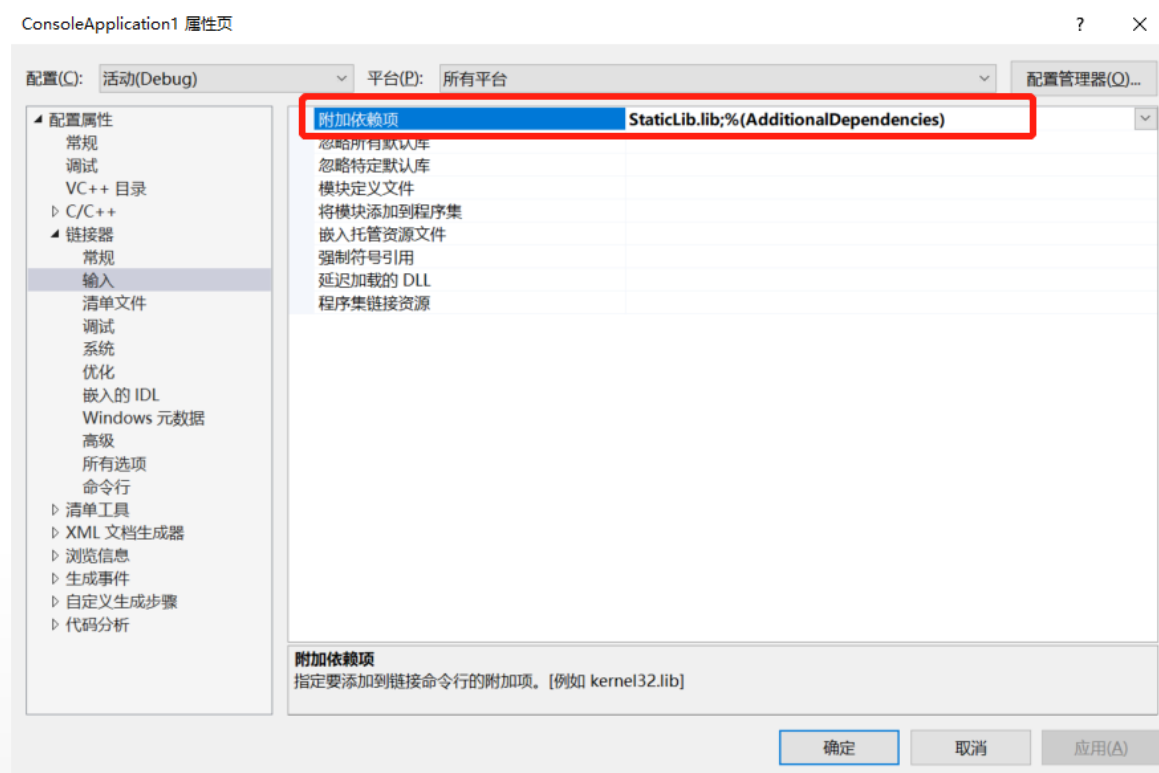 ConsoleApplication1 属性页
配置(C): 活动(Debug) 平台(P): 所有平台 配置管理器(O)...
配置属性
常规
调试
VC++ 目录
C/C++
链接器
常规
输入
清单文件
调试
系统
优化
嵌入的 IDL
Windows 元数据
高级
所有选项
命令行
清单工具
XML 文档生成器
浏览信息
生成事件
自定义生成步骤
代码分析
附加依赖项 StaticLib.lib;%(AdditionalDependencies)
忽略所有默认库
忽略特定默认库
模块定义文件
将模块添加到程序集
嵌入托管资源文件
强制符号引用
延迟加载的 DLL
程序集链接资源
附加依赖项
指定要添加到链接命令行的附加项。[例如 kernel32.lib]
确定 取消 应用(A)